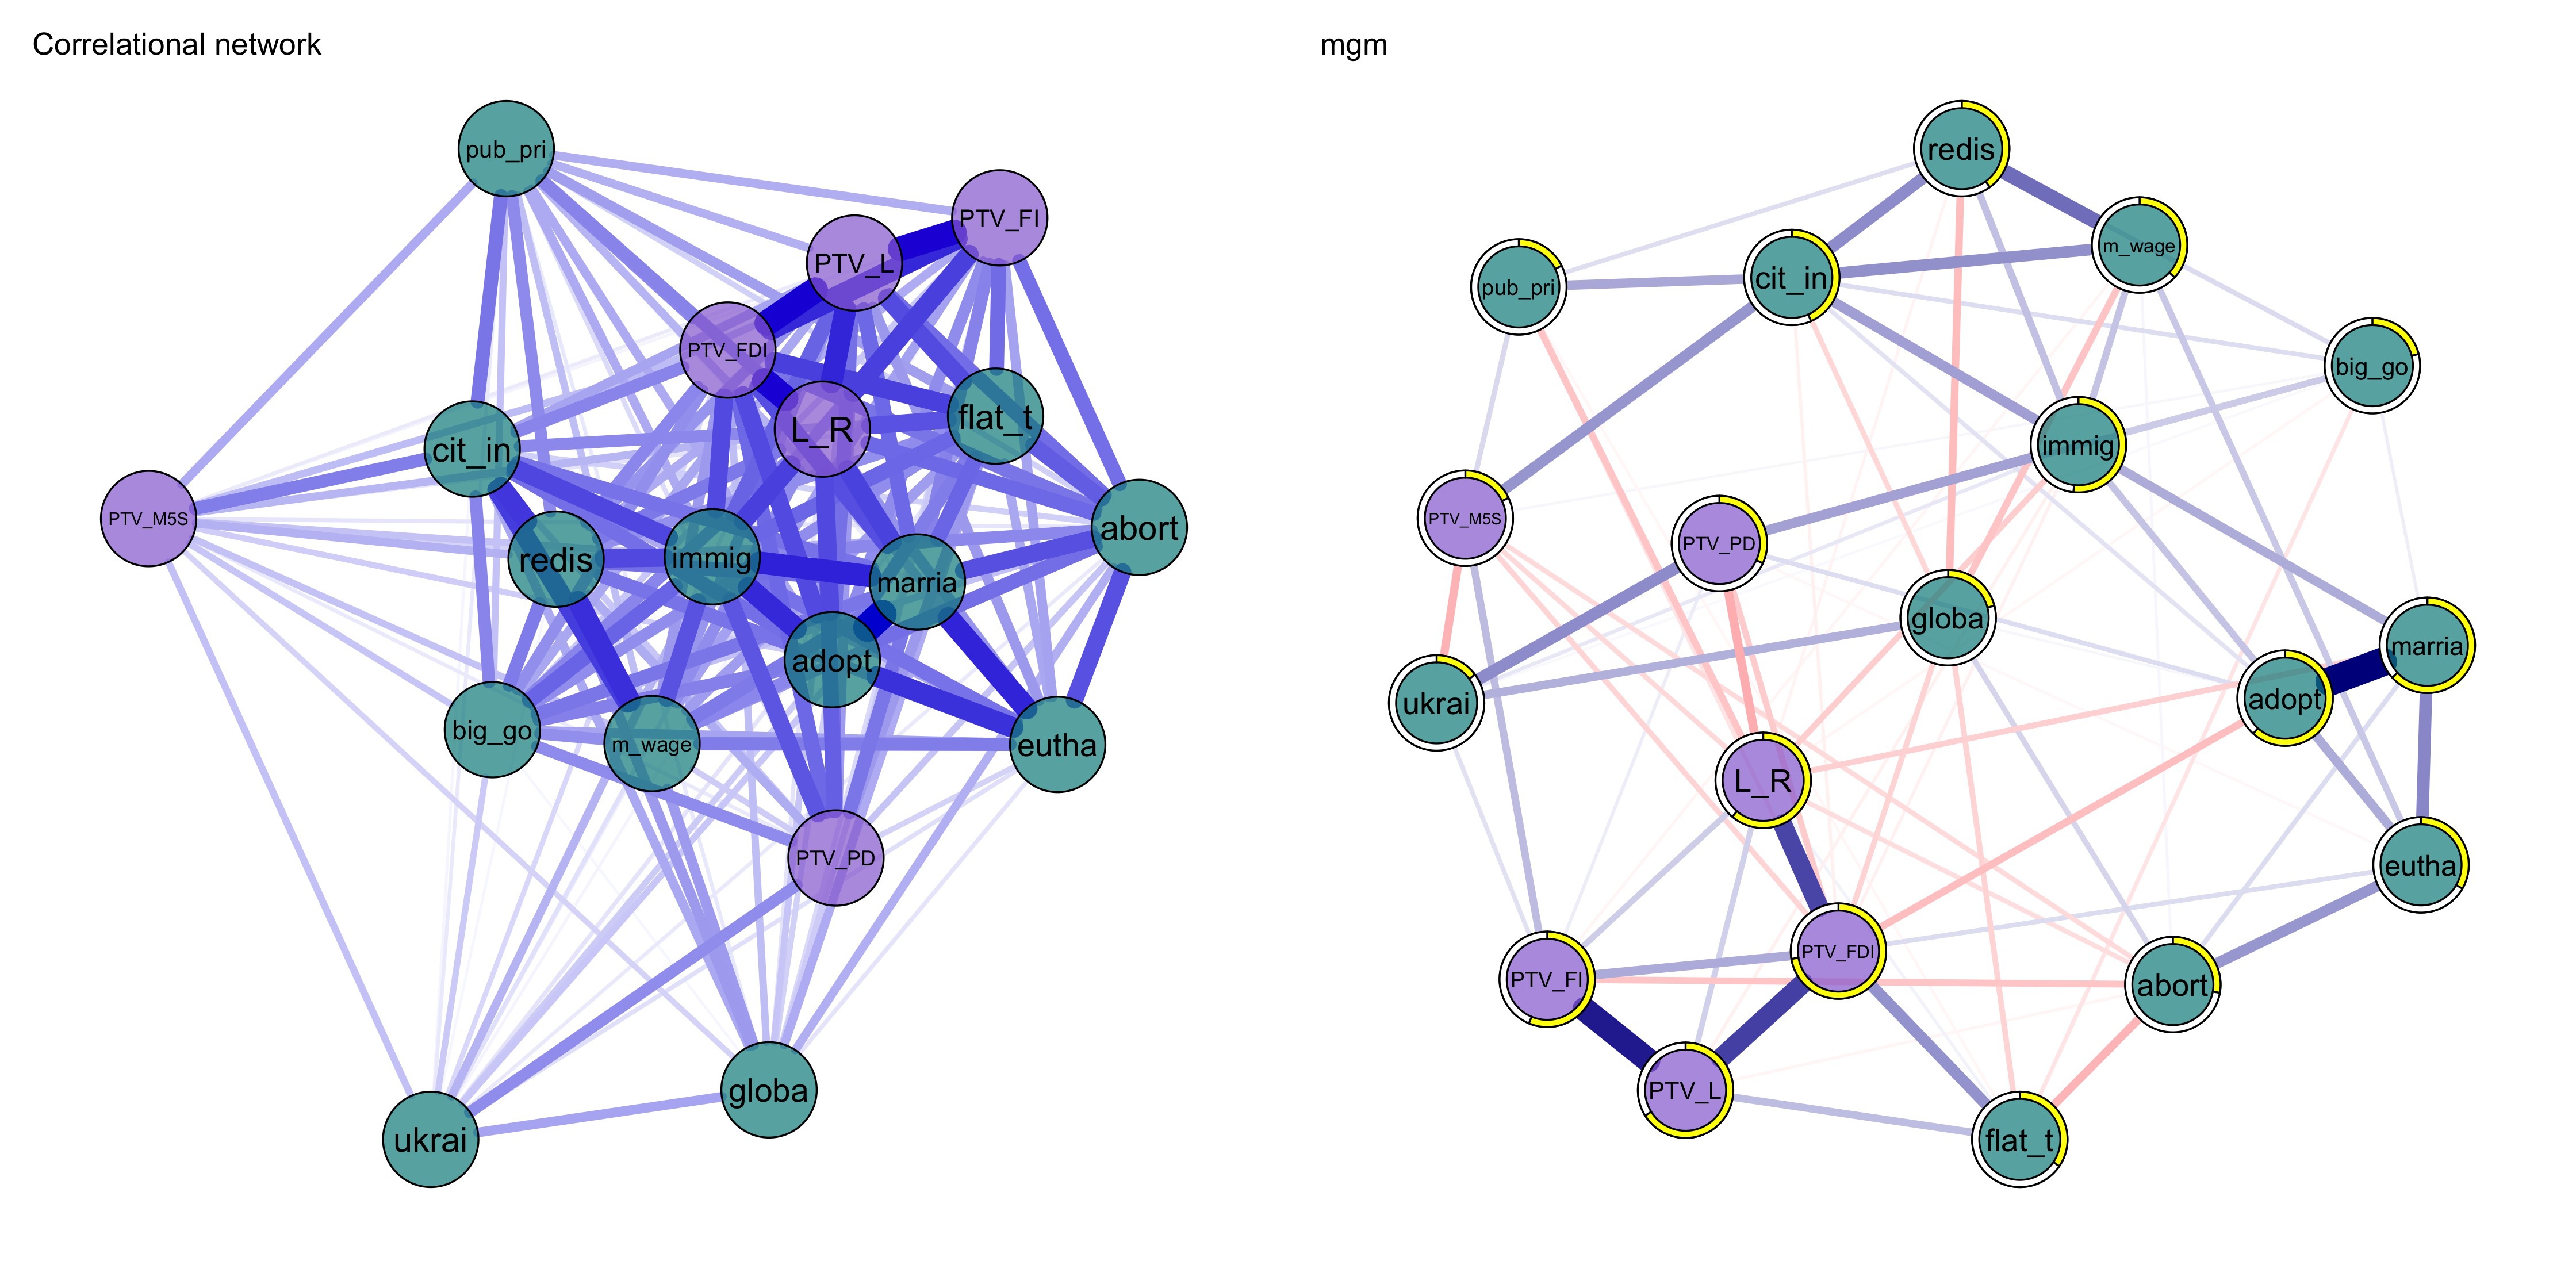 Correlational network
pub_pri
PTV_FI
PTV_L
PTV_FDI
L_R
flat_t
cit_in
PTV_M5S
abort
redis
immig
marria
adopt
big_go
m_wage
eutha
PTV_PD
globa
ukrai
mgm
redis
m_wage
cit_in
pub_pri
big_go
immig
PTV_M5S
PTV_PD
globa
marria
adopt
ukrai
L_R
eutha
PTV_FDI
PTV_FI
abort
PTV_L
flat_t